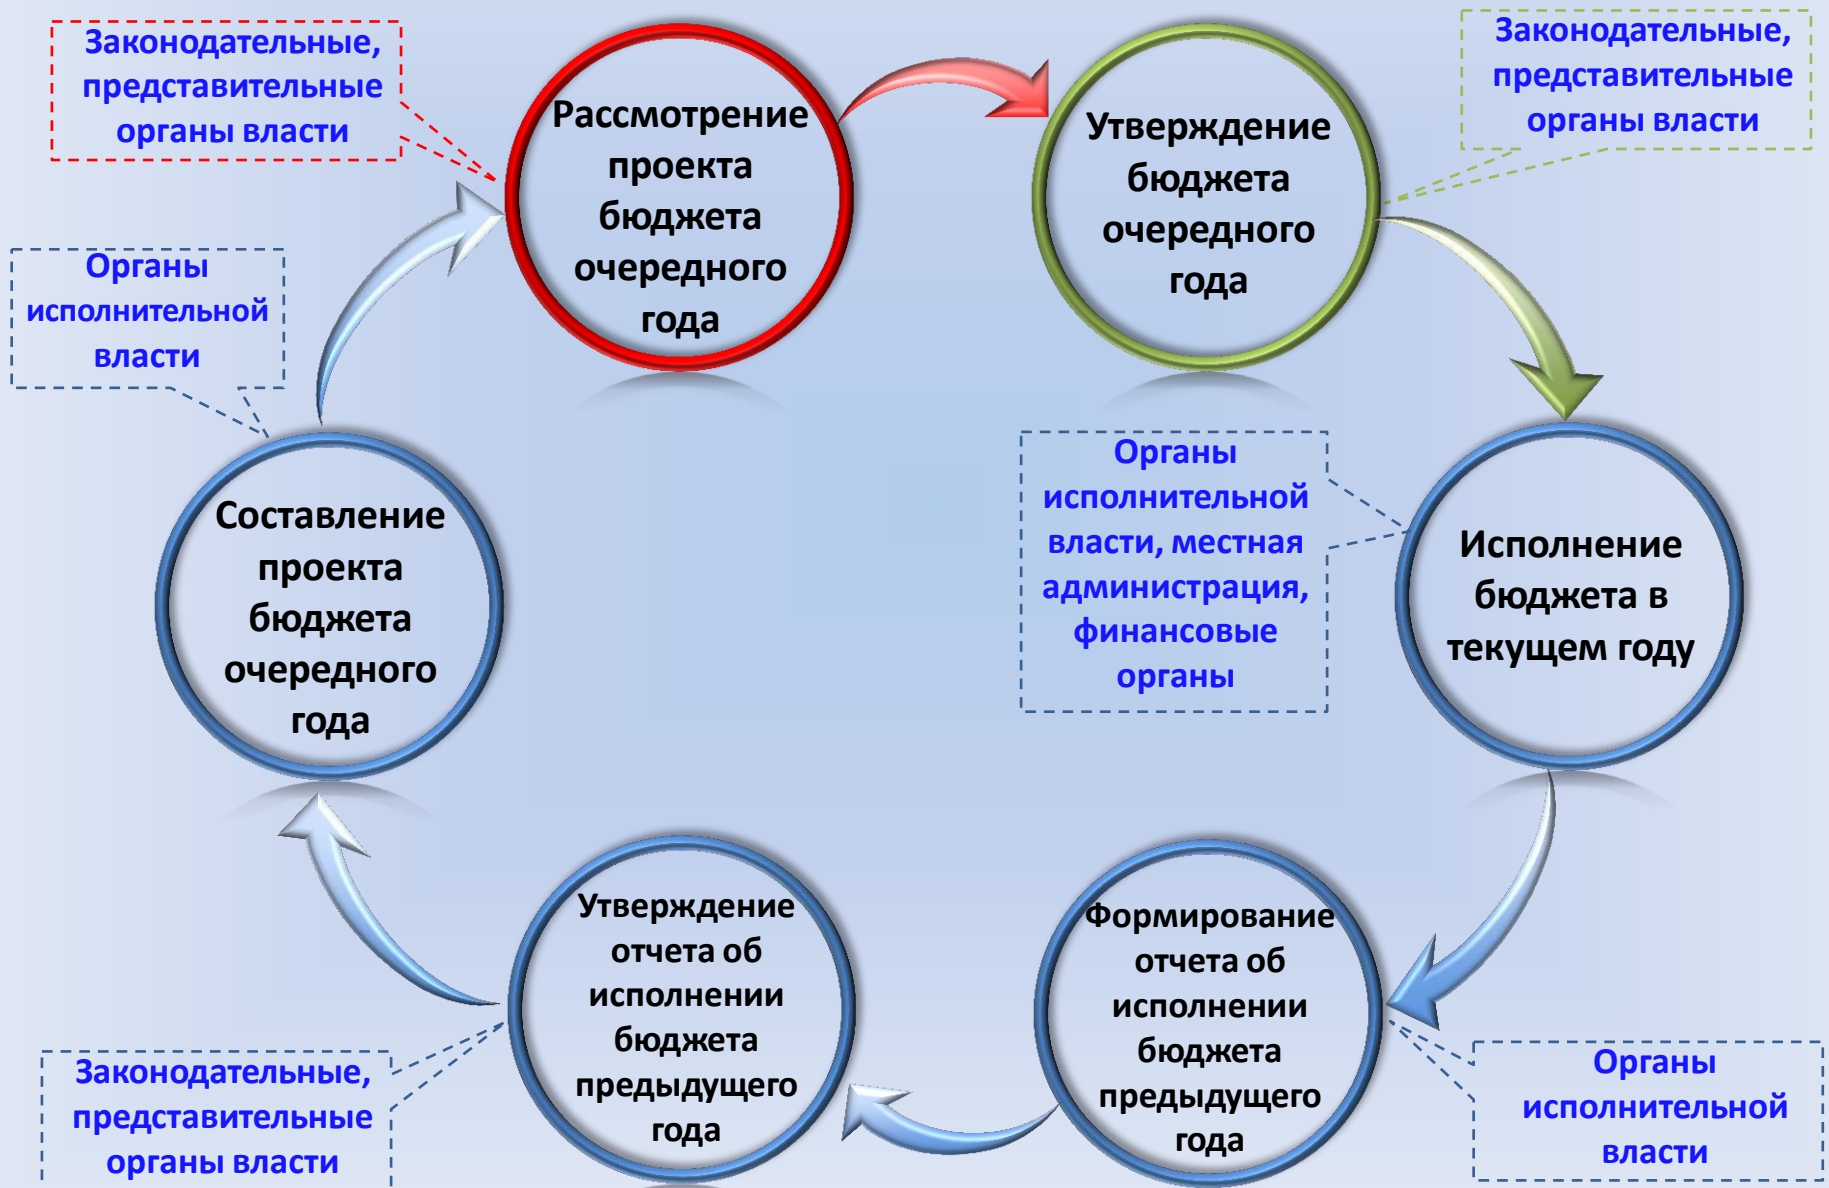 Законодательные,
представительные
органы власти
Рассмотрение
проекта
бюджета
очередного
года
Утверждение
бюджета
очередного
года
Законодательные,
представительные
органы власти
Органы
исполнительной
власти
Составление
проекта
бюджета
очередного
года
Органы
исполнительной
власти, местная
администрация,
финансовые
органы
Исполнение
бюджета в
текущем году
Законодательные,
представительные
органы власти
Утверждение
отчета об
исполнении
бюджета
предыдущего
года
Формирование
отчета об
исполнении
бюджета
предыдущего
года
Органы
исполнительной
власти